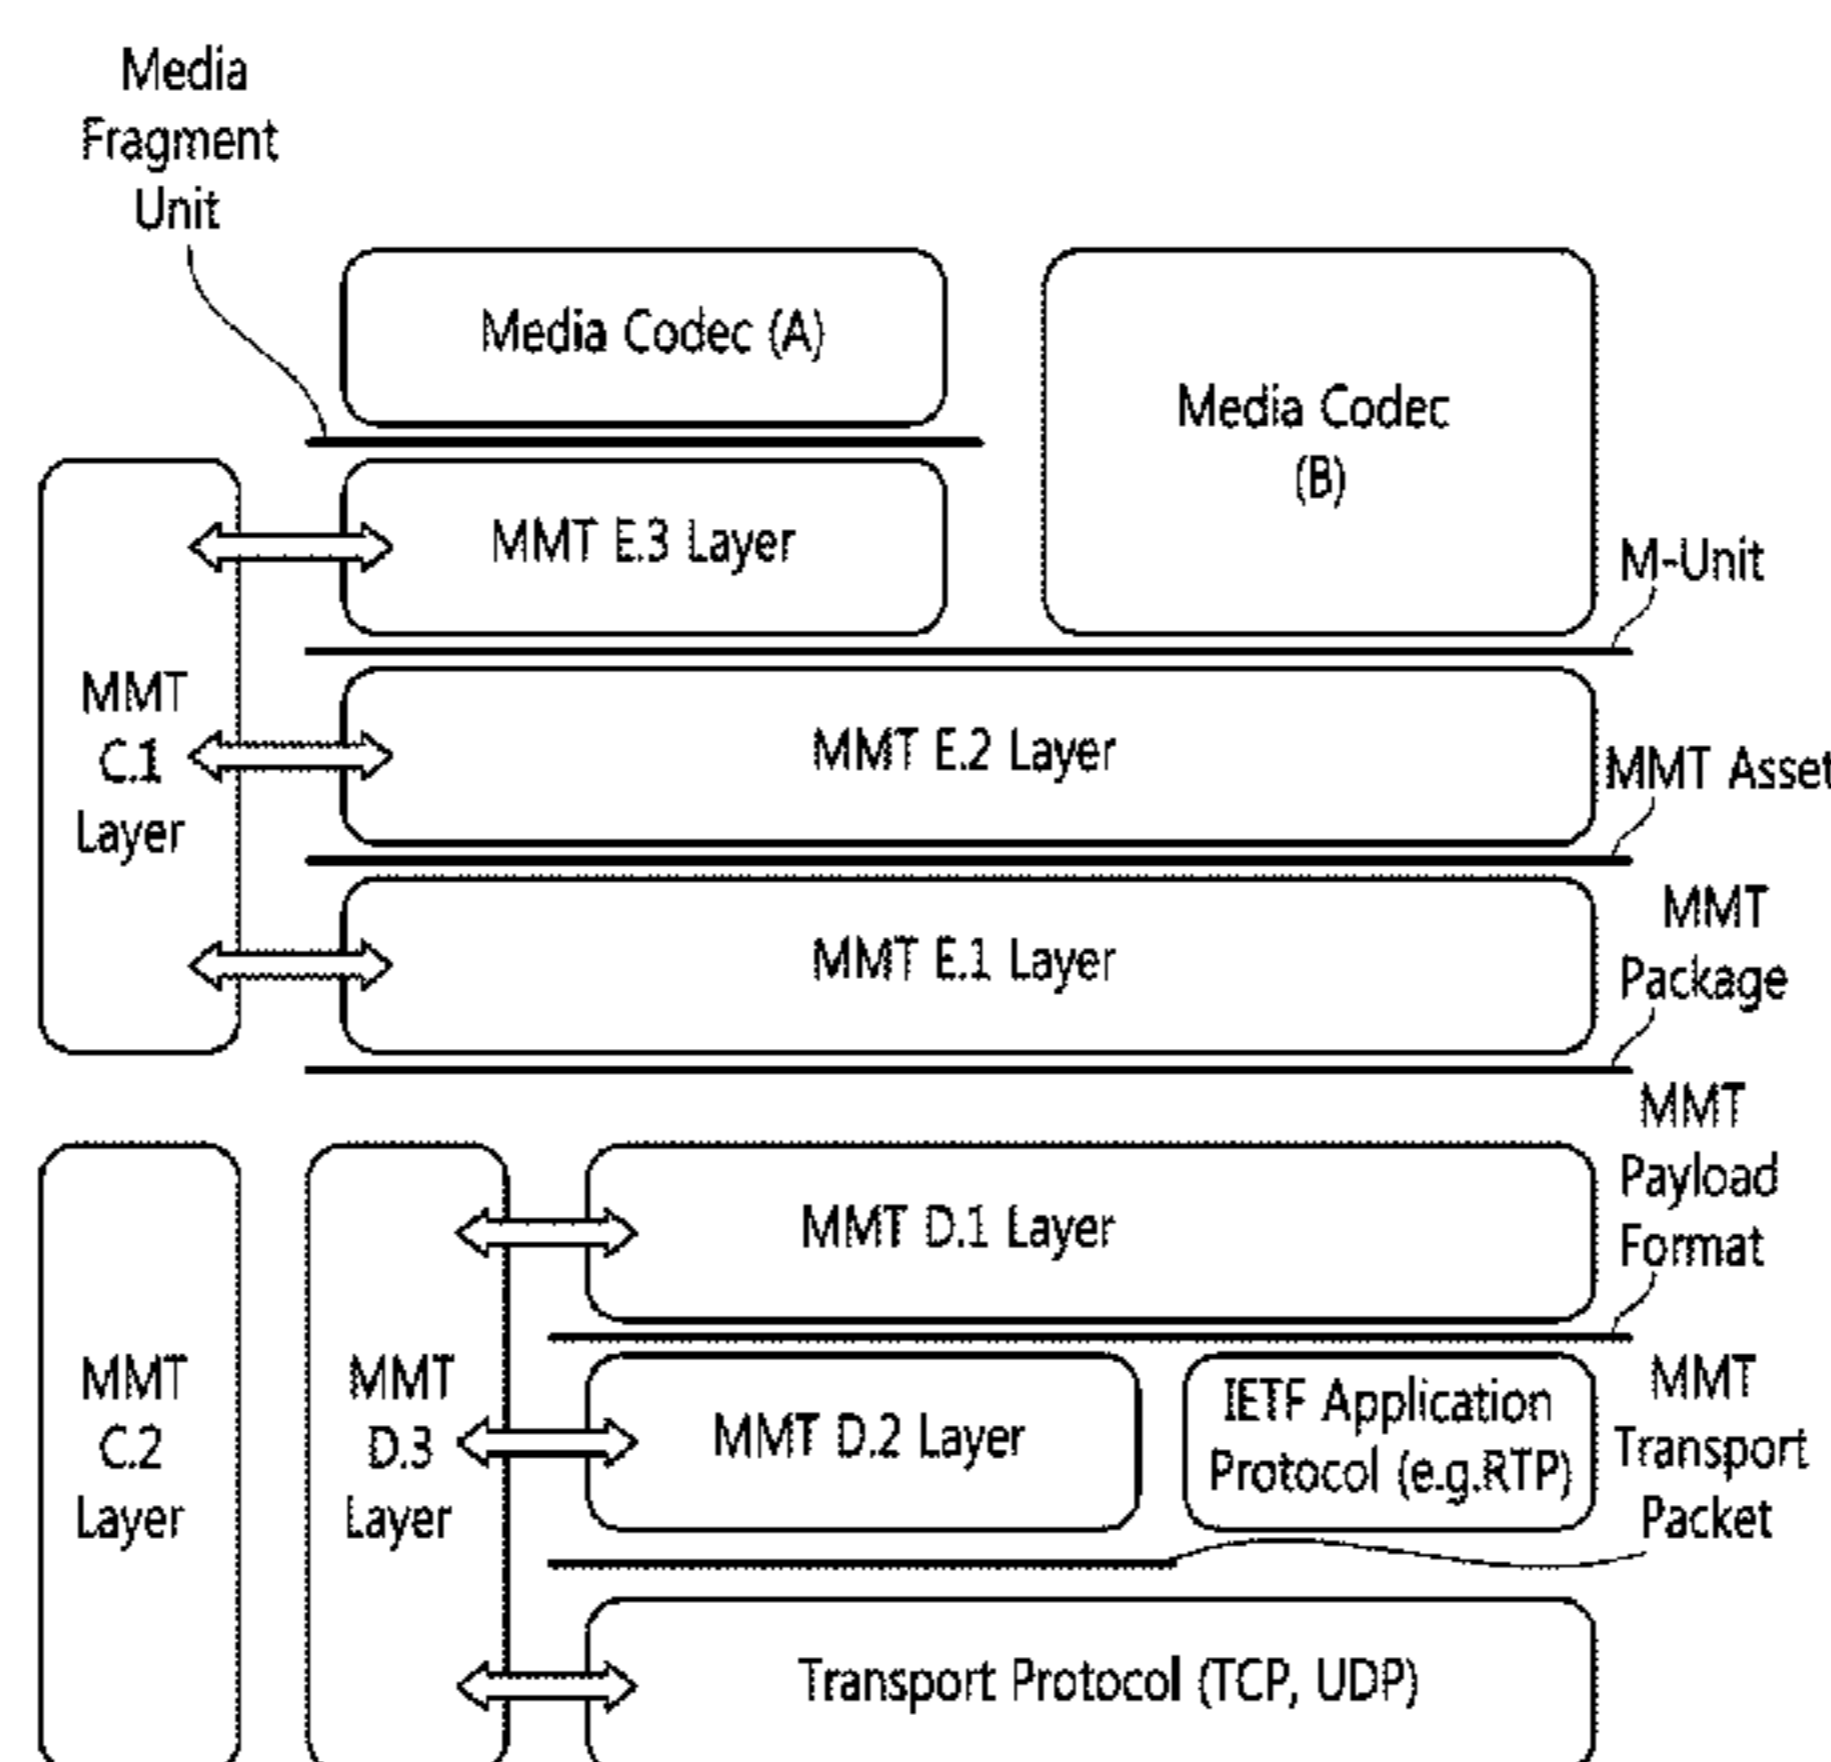 Media
Fragment
Unit
Media Codec (A)
Media Codec
(B)
MMT E.3 Layer
M-Unit
MMT
C.1
Layer
MMT E.2 Layer
MMT Asset
MMT E.1 Layer
MMT
Package
MMT
Payload
Format
MMT D.1 Layer
MMT
C.2
Layer
MMT
D.3
Layer
MMT D.2 Layer
IETF Application
Protocol (e.g.RTP)
MMT
Transport
Packet
Transport Protocol (TCP, UDP)